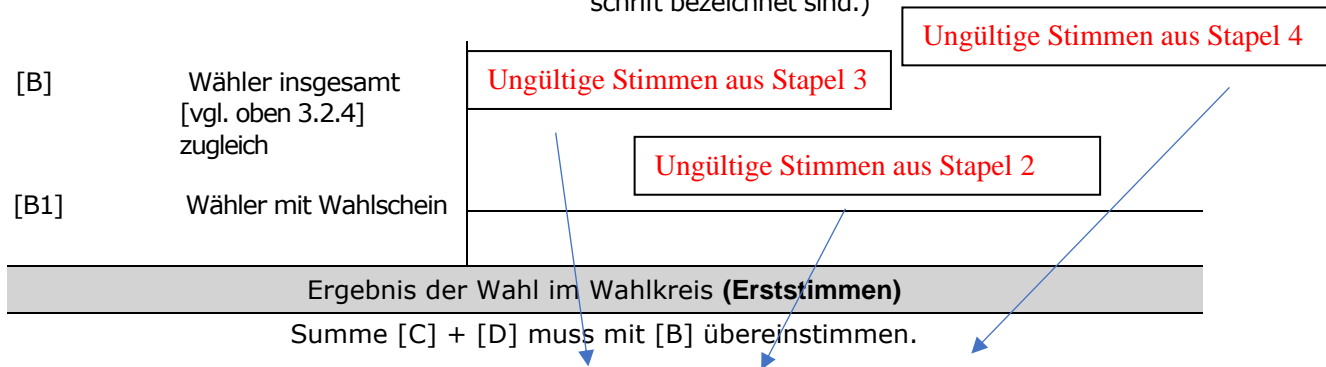 schrift bezeichnet sind.)
Ungültige Stimmen aus Stapel 4
[B] Wähler insgesamt
[vgl. oben 3.2.4]
zugleich
Ungültige Stimmen aus Stapel 3
Ungültige Stimmen aus Stapel 2
[B1] Wähler mit Wahlschein
Ergebnis der Wahl im Wahlkreis (Erststimmen)
Summe [C] + [D] muss mit [B] übereinstimmen.